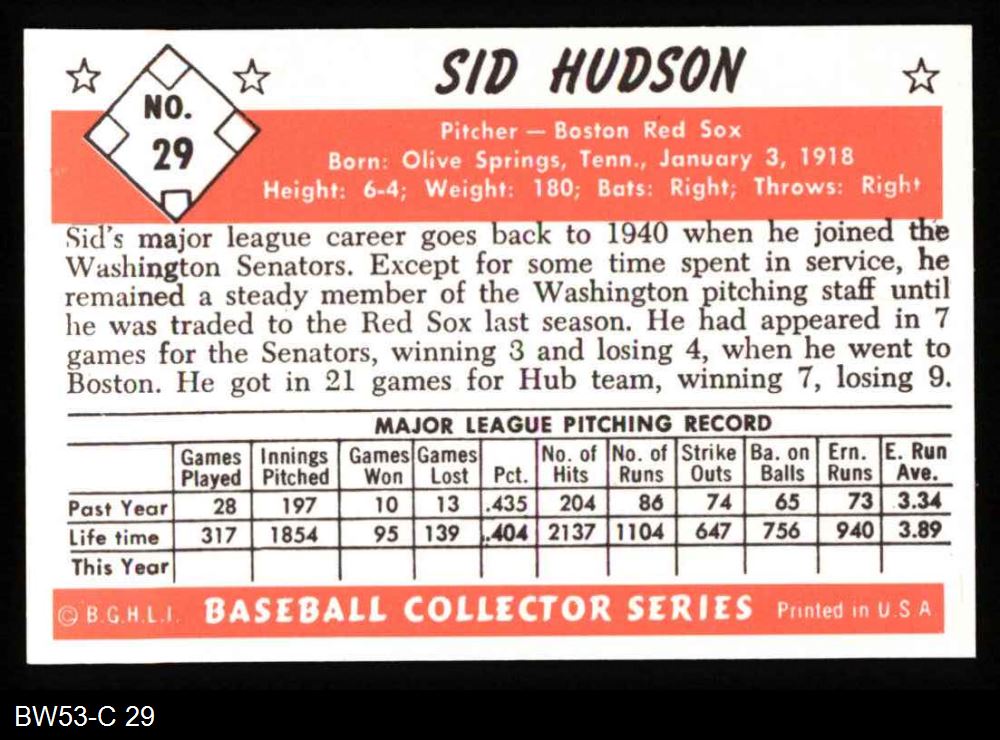 NO.
29
SID HUDSON
Pitcher — Boston Red Sox
Born: Olive Springs, Tenn., January 3, 1918
Height: 6-4; Weight: 180; Bats: Right; Throws: Right
Sid's major league career goes back to 1940 when he joined the
Washington Senators. Except for some time spent in service, he
remained a steady member of the Washington pitching staff until
he was traded to the Red Sox last season. He had appeared in 7
games for the Senators, winning 3 and losing 4, when he went to
Boston. He got in 21 games for Hub team, winning 7, losing 9.
MAJOR LEAGUE PITCHING RECORD
Games Innings Games Games No. of No. of Strike Ba. on Ern. E. Run
Played Pitched Won Lost Pct. Hits Runs Outs Balls Runs Ave.
Past Year 28 197 10 13 .435 204 86 74 65 73 3.34
Life time 317 1854 95 139 .404 2137 1104 647 756 940 3.89
This Year
© B.G.H.L.I. BASEBALL COLLECTOR SERIES Printed in U.S.A.
BW53-C 29